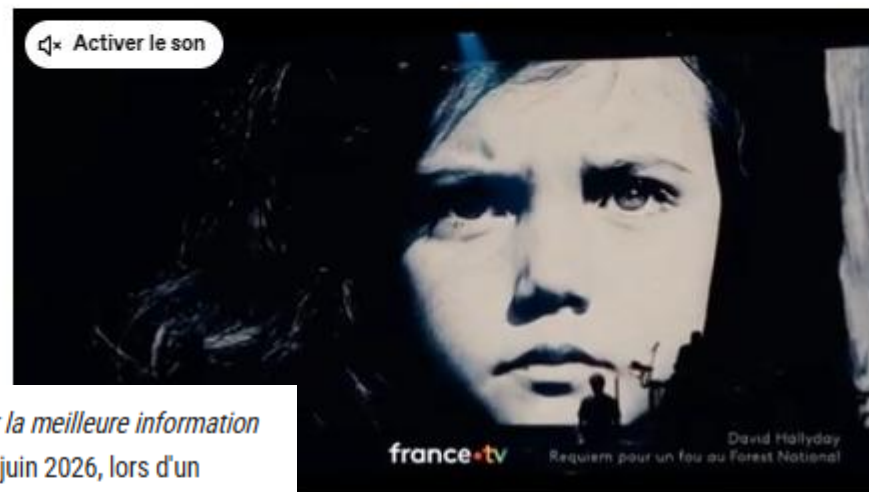 Activer le son
la meilleure information
juin 2026, lors d'un
france•tv
David Hallyday
Requiem pour un fou au Forest National